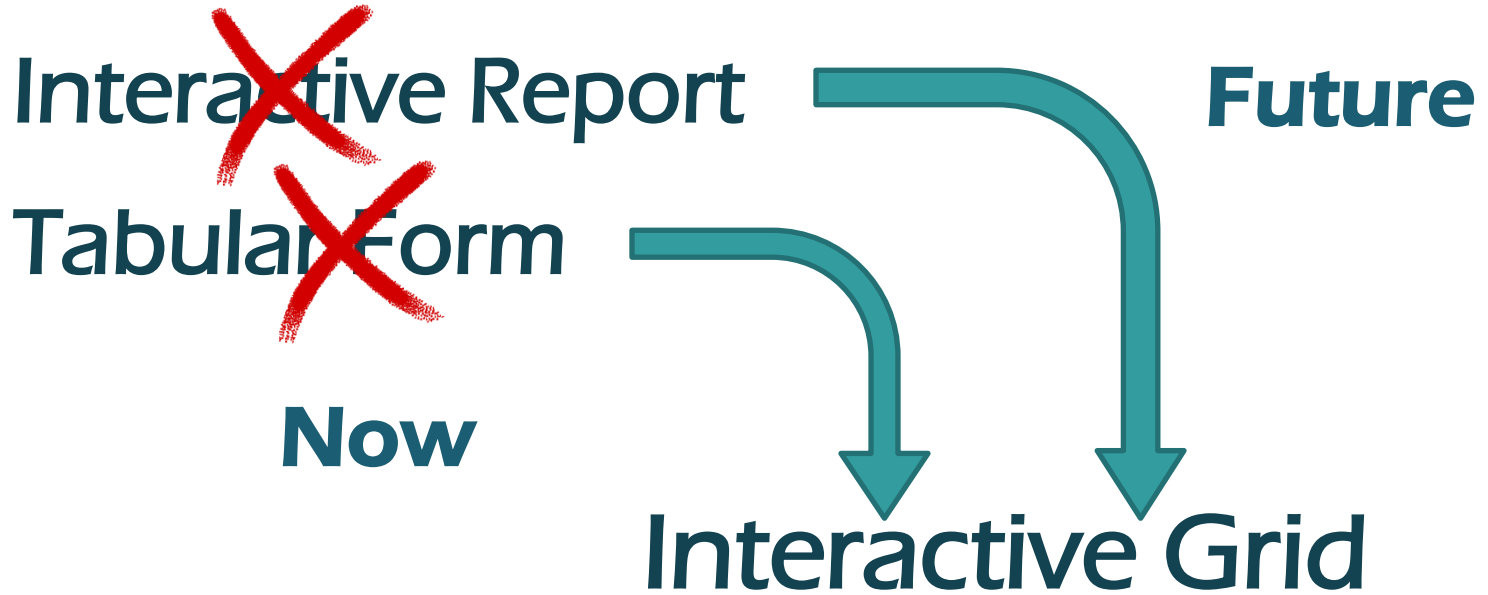 Interactive Report
Future
Tabular Form
Now
Interactive Grid